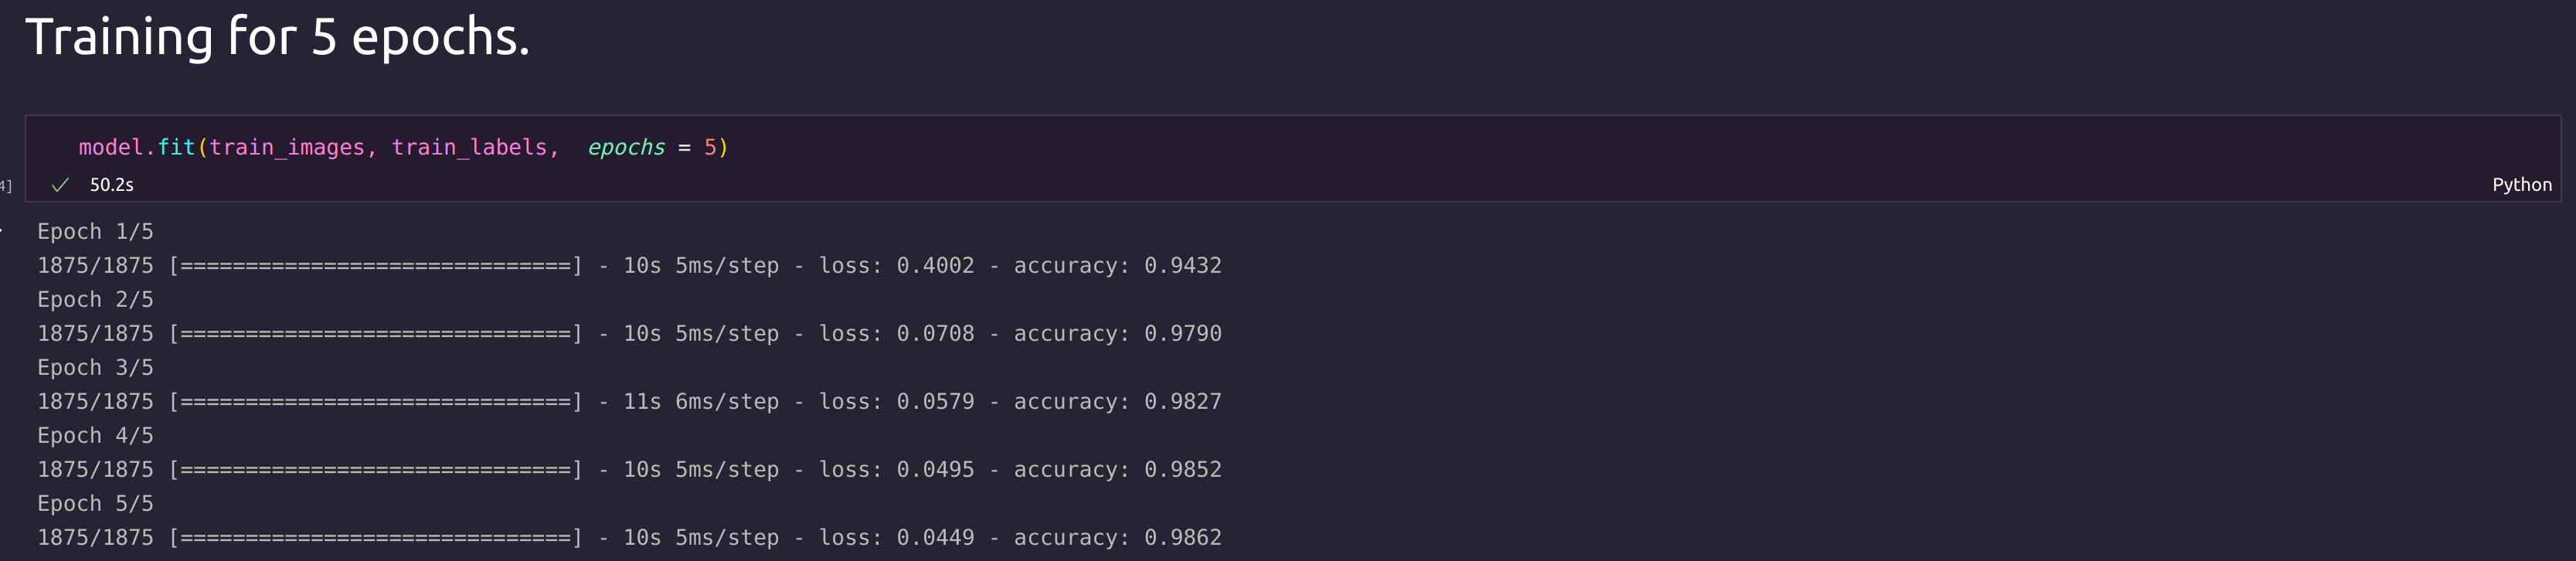 Training for 5 epochs.
model.fit(train_images, train_labels,  epochs = 5)
4]
50.2s
Python
Epoch 1/5
1875/1875 [==============================] - 10s 5ms/step - loss: 0.4002 - accuracy: 0.9432
Epoch 2/5
1875/1875 [==============================] - 10s 5ms/step - loss: 0.0708 - accuracy: 0.9790
Epoch 3/5
1875/1875 [==============================] - 11s 6ms/step - loss: 0.0579 - accuracy: 0.9827
Epoch 4/5
1875/1875 [==============================] - 10s 5ms/step - loss: 0.0495 - accuracy: 0.9852
Epoch 5/5
1875/1875 [==============================] - 10s 5ms/step - loss: 0.0449 - accuracy: 0.9862